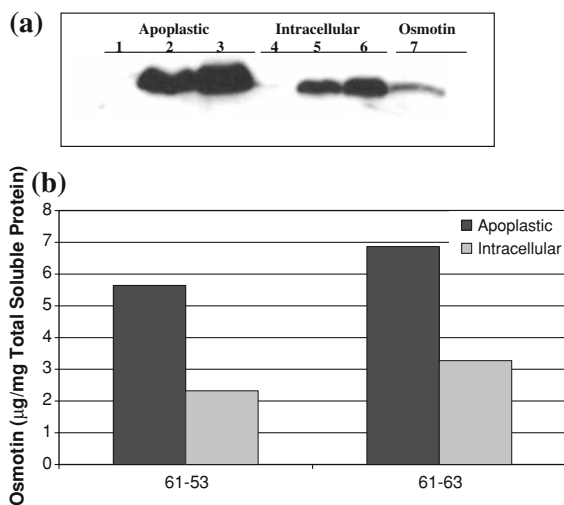 (a)
Apoplastic Intracellular Osmotin
1 2 3 4 5 6 7
(b)
Osmotin (µg/mg Total Soluble Protein)
8
7
6
5
4
3
2
1
0
Apoplastic
Intracellular
61-53 61-63